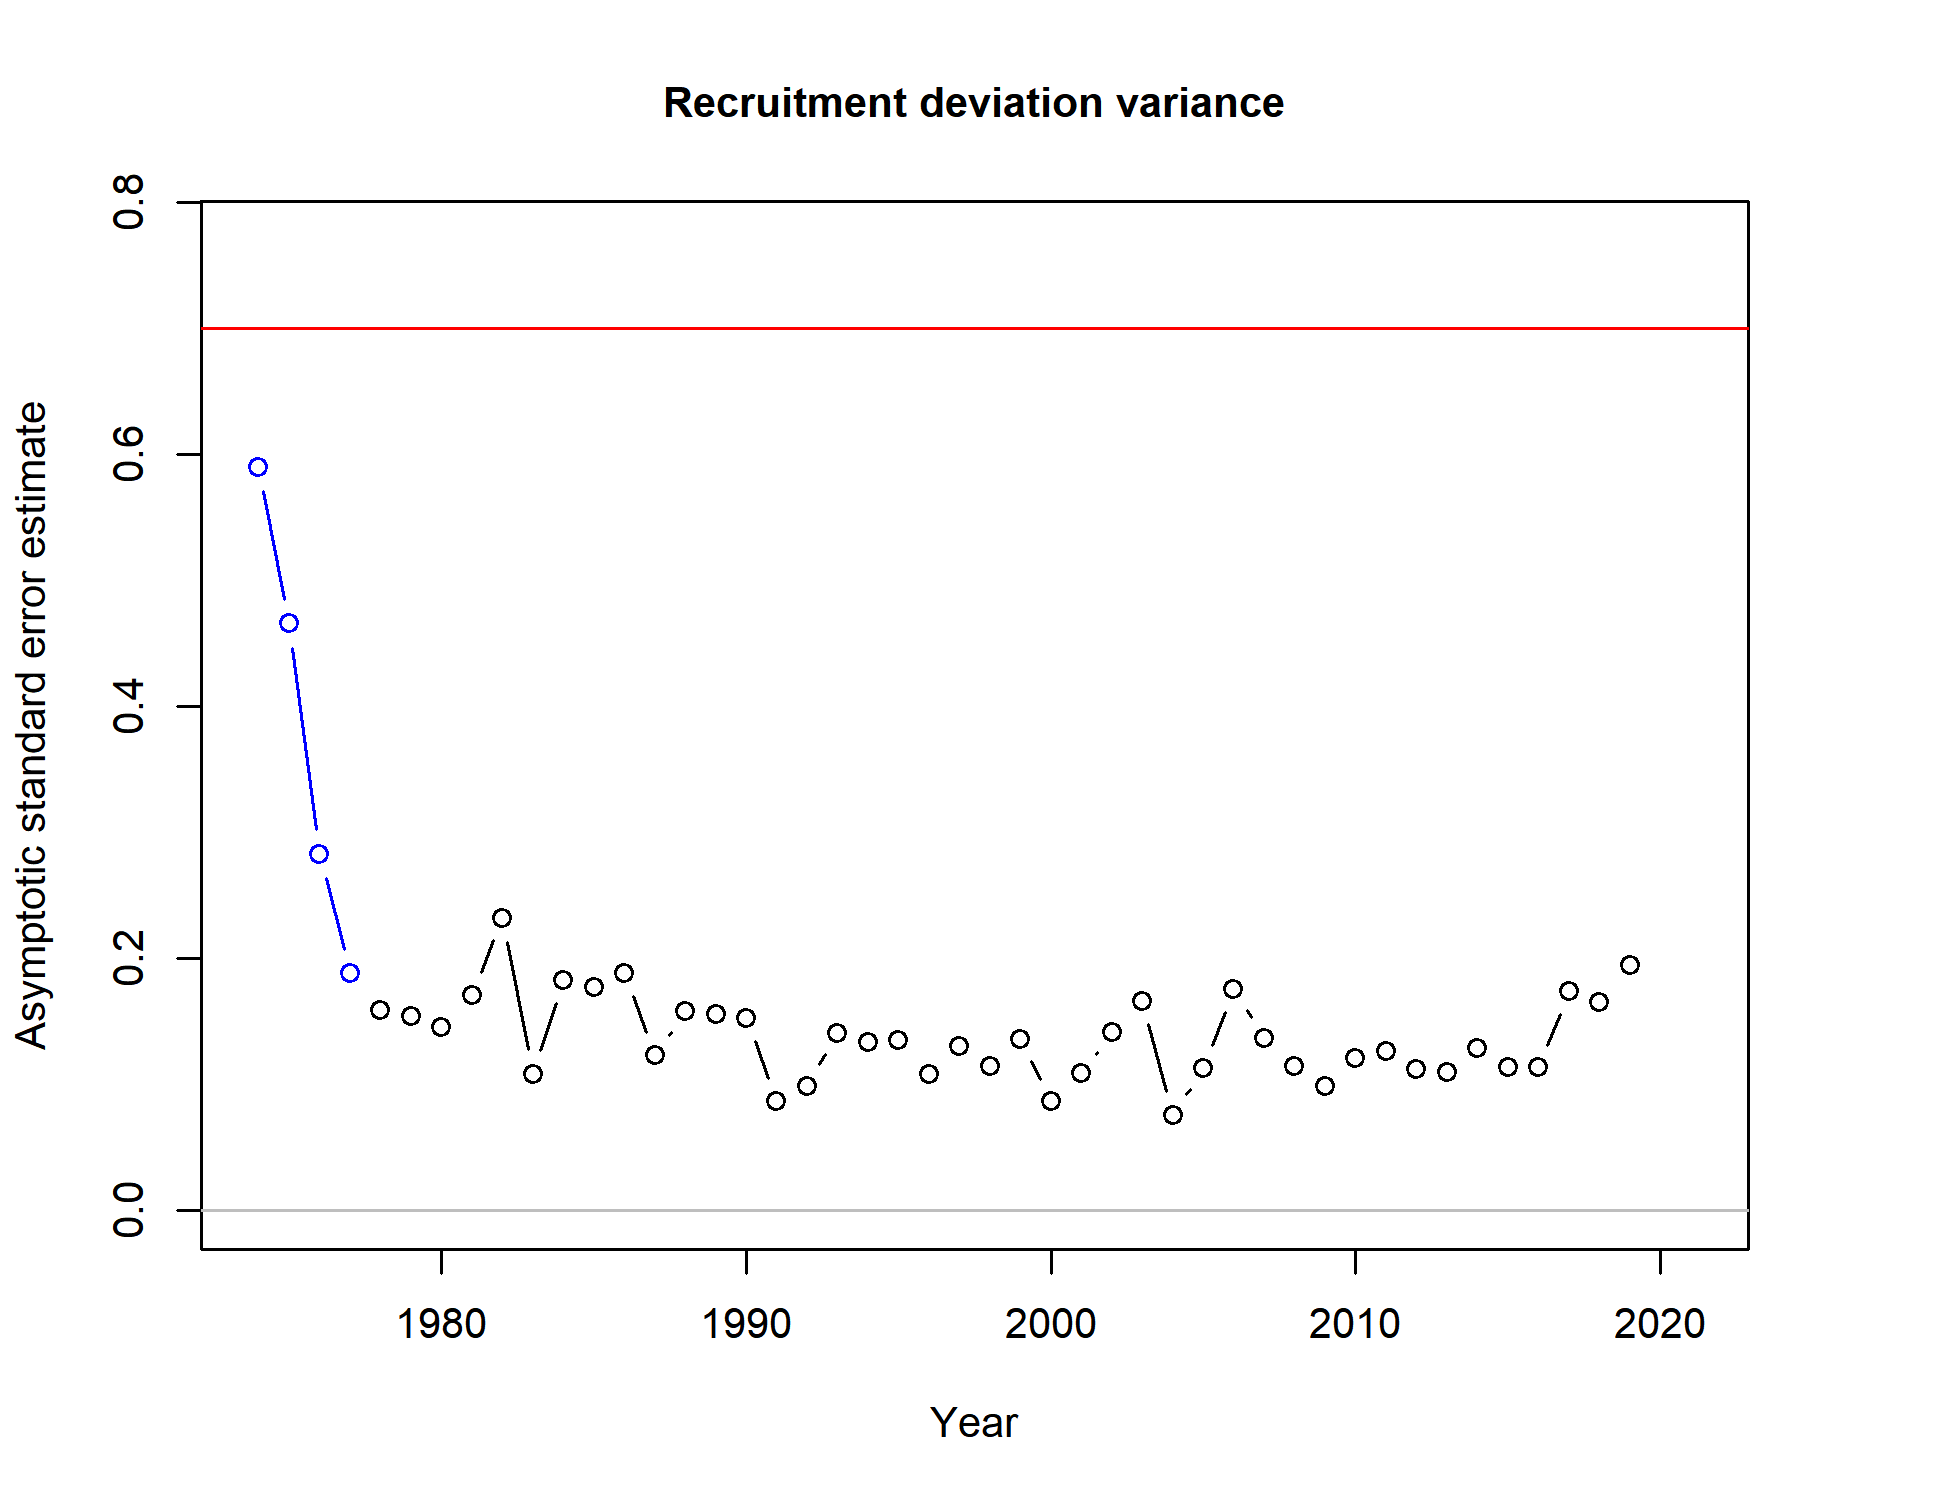 Recruitment deviation variance
Asymptotic standard error estimate
0.8
0.6
0.4
0.2
0.0
1980 1990 2000 2010 2020
Year